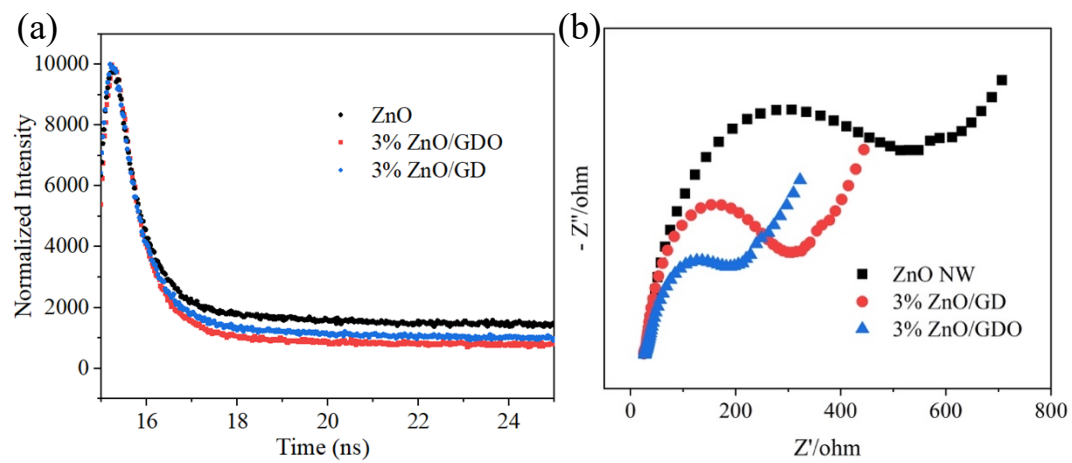 (a)
10000
8000
6000
4000
2000
0
Normalized Intensity
ZnO
3% ZnO/GDO
3% ZnO/GD
16
18
20
22
24
Time (ns)
(b)
- Z"/ohm
ZnO NW
3% ZnO/GD
3% ZnO/GDO
0
200
400
600
800
Z'/ohm